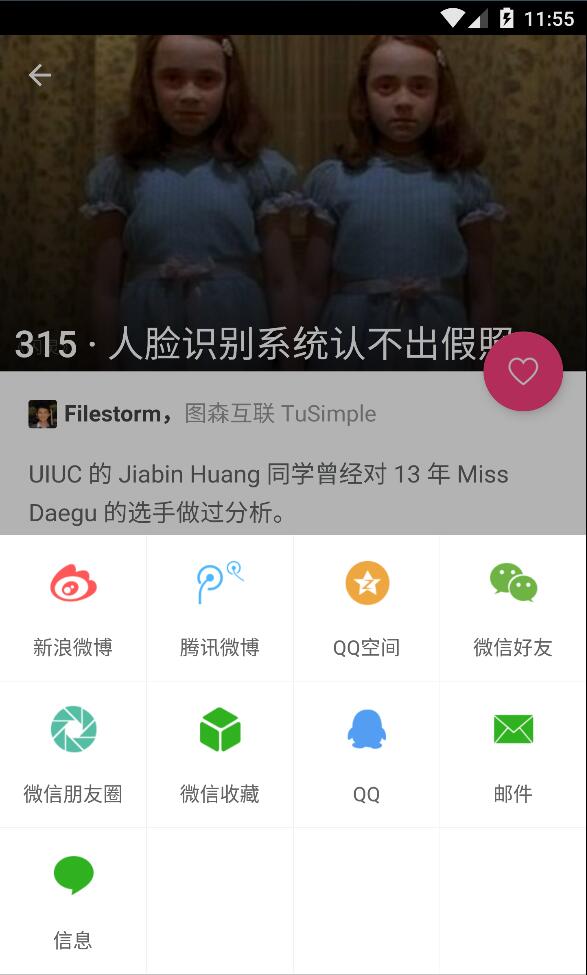 11:55
315 · 人脸识别系统认不出假照
Filestorm，图森互联 TuSimple
UIUC 的 Jiabin Huang 同学曾经对 13 年 Miss
Daegu 的选手做过分析。
新浪微博
腾讯微博
QQ空间
微信好友
微信朋友圈
微信收藏
QQ
邮件
信息